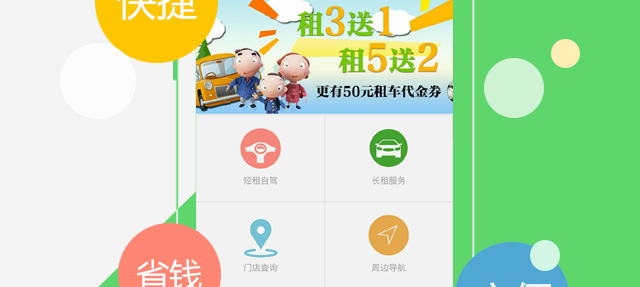 快捷
租3送1
租5送2
更有50元租车代金券
短租自驾
长租服务
门店查询
周边导航
省钱